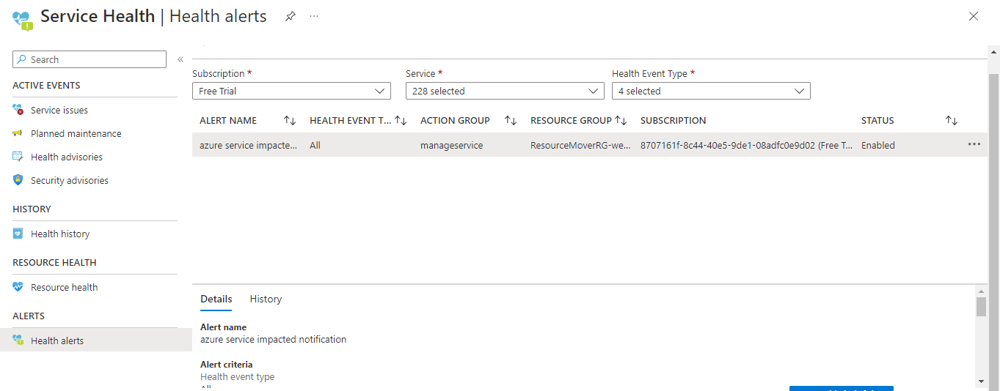 Service Health | Health alerts
Search
ACTIVE EVENTS
Service issues
Planned maintenance
Health advisories
Security advisories
HISTORY
Health history
RESOURCE HEALTH
Resource health
ALERTS
Health alerts
Subscription * Service * Health Event Type *
Free Trial 228 selected 4 selected
ALERT NAME HEALTH EVENT T... ACTION GROUP RESOURCE GROUP SUBSCRIPTION STATUS
azure service impacte... All manageservice ResourceMoverRG-we... 8707161f-8c44-40e5-9de1-08adfc0e9d02 (Free T... Enabled
Details History
Alert name
azure service impacted notification
Alert criteria
Health event type
All